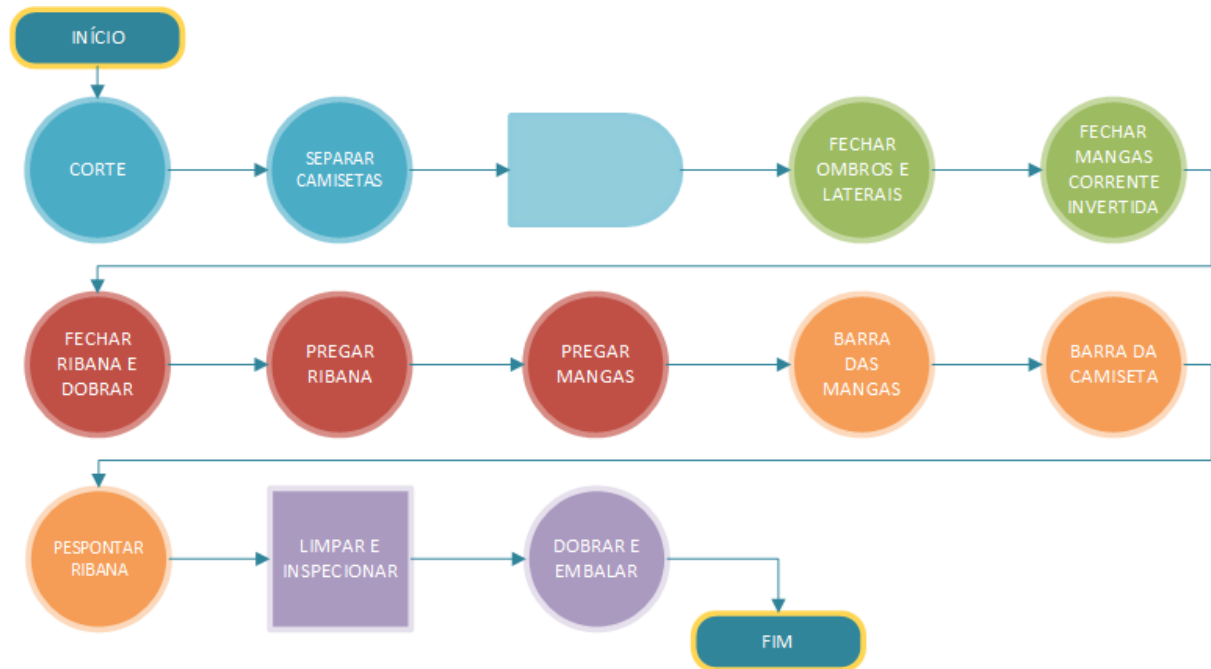 INÍCIO
CORTE
SEPARAR
CAMISETAS
FECHAR
OMBROS E
LATERAIS
FECHAR
MANGAS
CORRENTE
INVERTIDA
FECHAR
RIBANA E
DOBRAR
PREGAR
RIBANA
PREGAR
MANGAS
BARRA
DAS
MANGAS
BARRA DA
CAMISETA
PESPONTAR
RIBANA
LIMPAR E
INSPECIONAR
DOBRAR E
EMBALAR
FIM